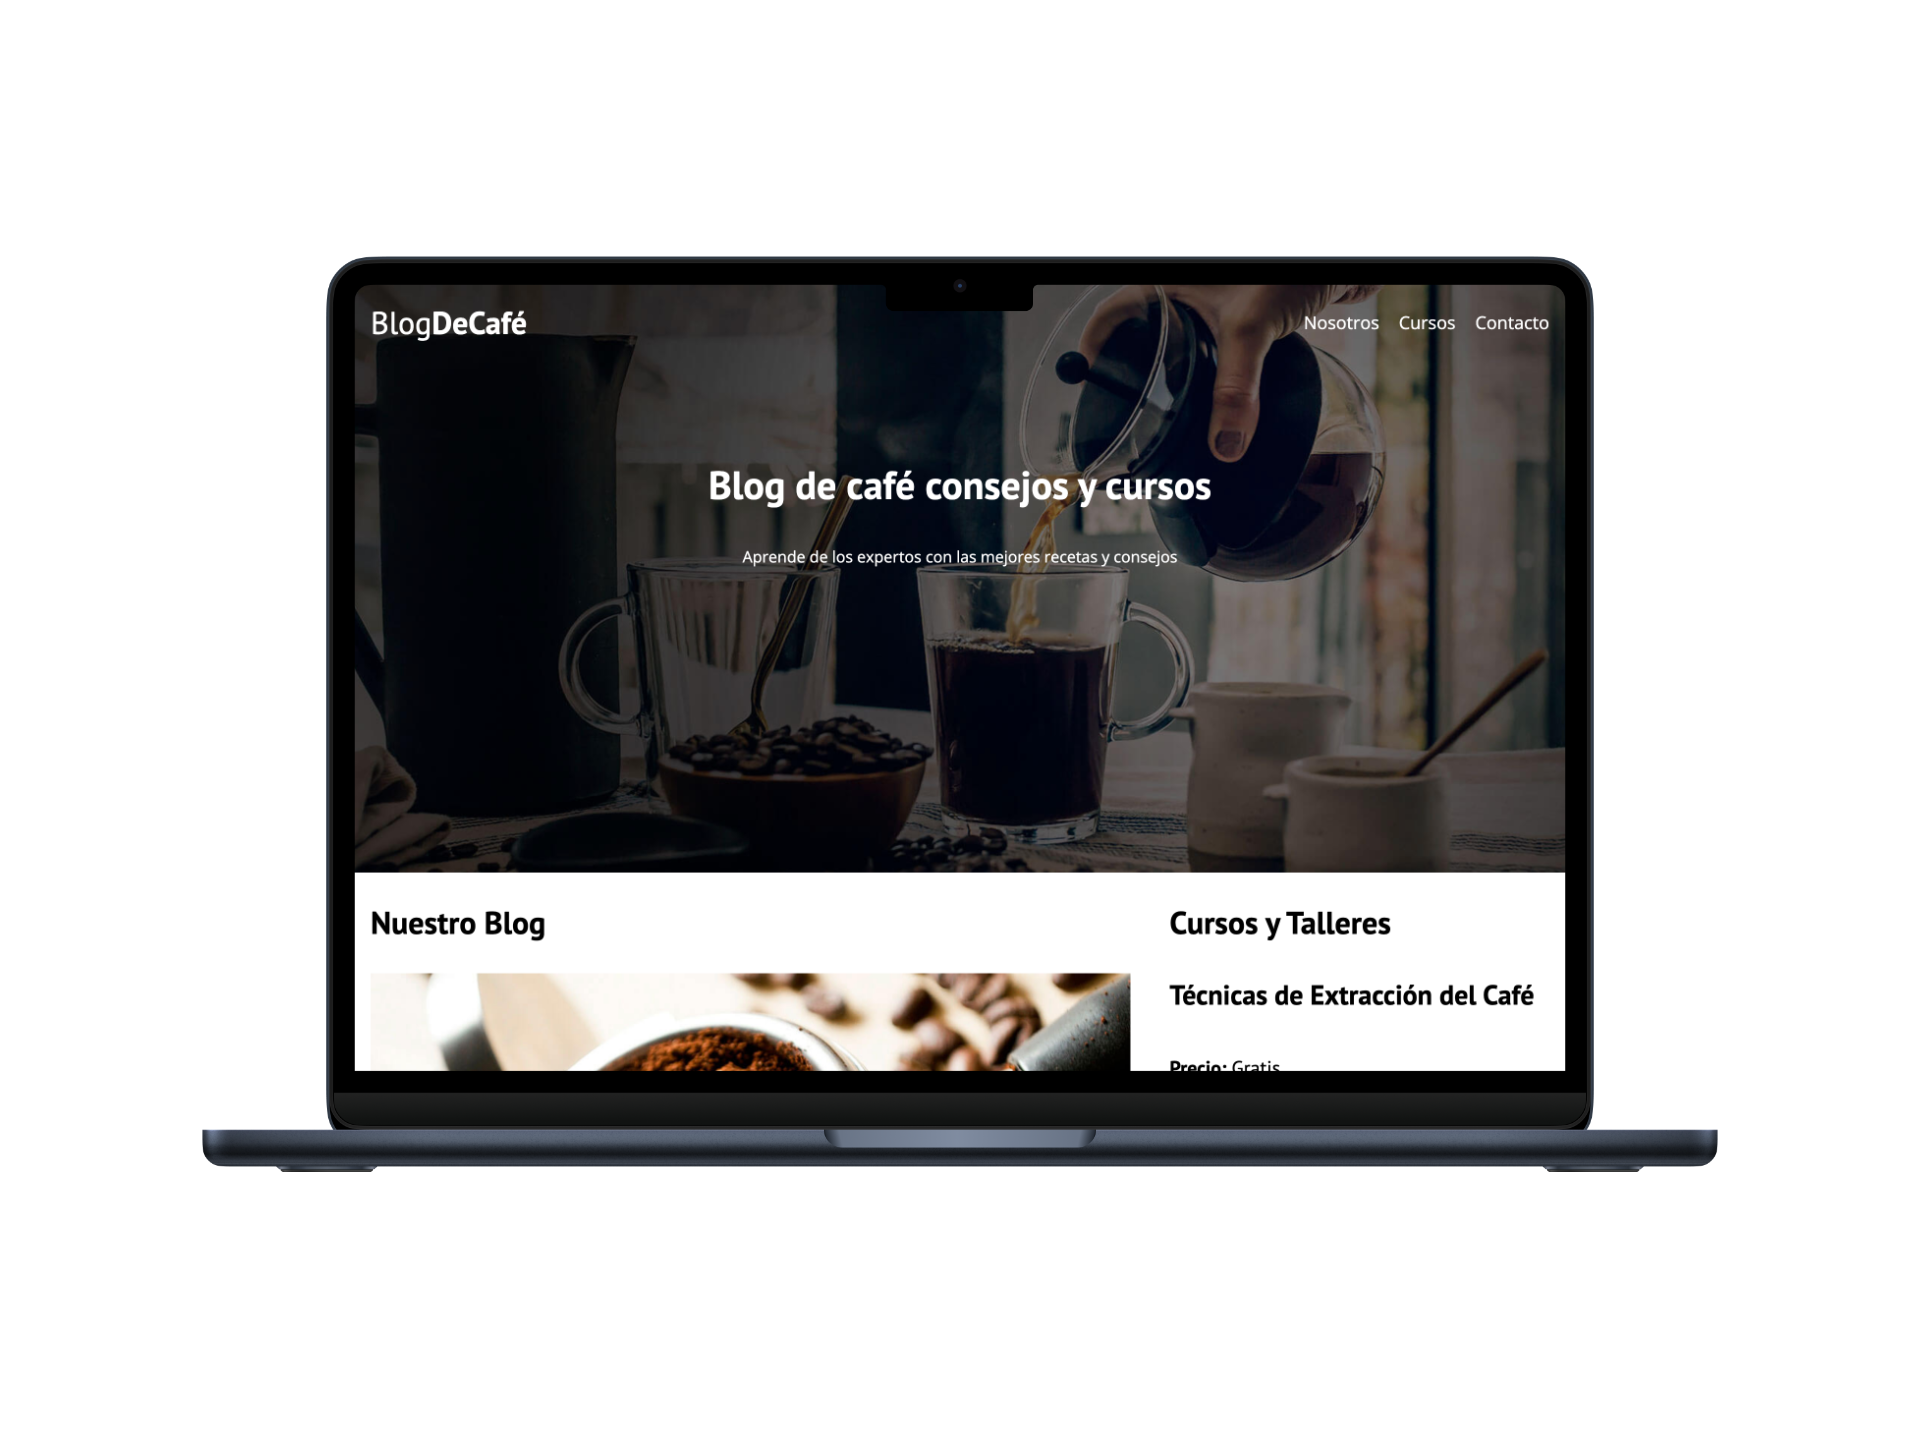 BlogDeCafé
Nosotros Cursos Contacto
Blog de café consejos y cursos
Aprende de los expertos con las mejores recetas y consejos
Nuestro Blog
Cursos y Talleres
Técnicas de Extracción del Café
Precio: Gratis